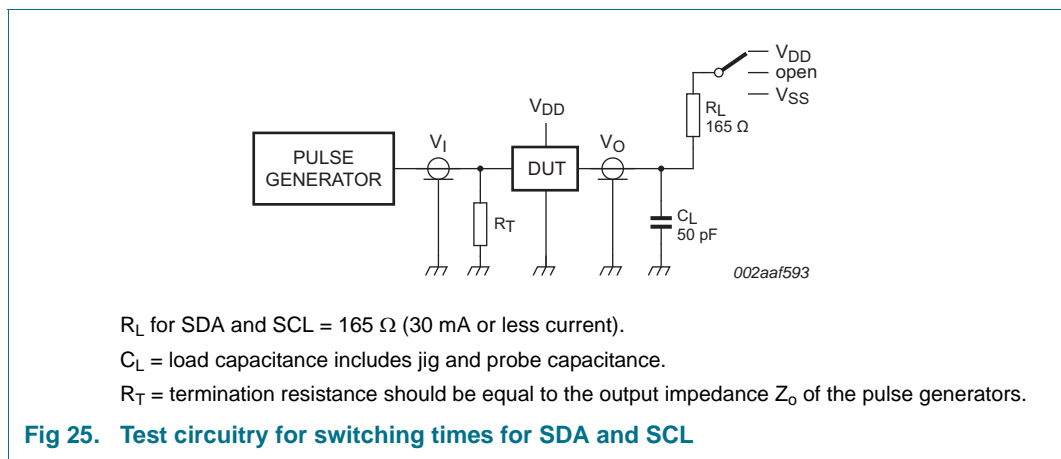 VDD
open
VSS
RL
165 Ω
VDD
VI
VO
PULSE
GENERATOR
DUT
RT
CL
50 pF
002aaf593
RL for SDA and SCL = 165 Ω (30 mA or less current).
CL = load capacitance includes jig and probe capacitance.
RT = termination resistance should be equal to the output impedance Zo of the pulse generators.
Fig 25. Test circuitry for switching times for SDA and SCL